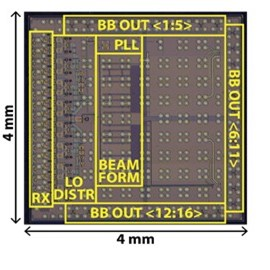 BB OUT <1:5>
PLL
BB OUT <6:11>
BEAM
FORM
LO
DISTR
RX
BB OUT <12:16>
4 mm
4 mm